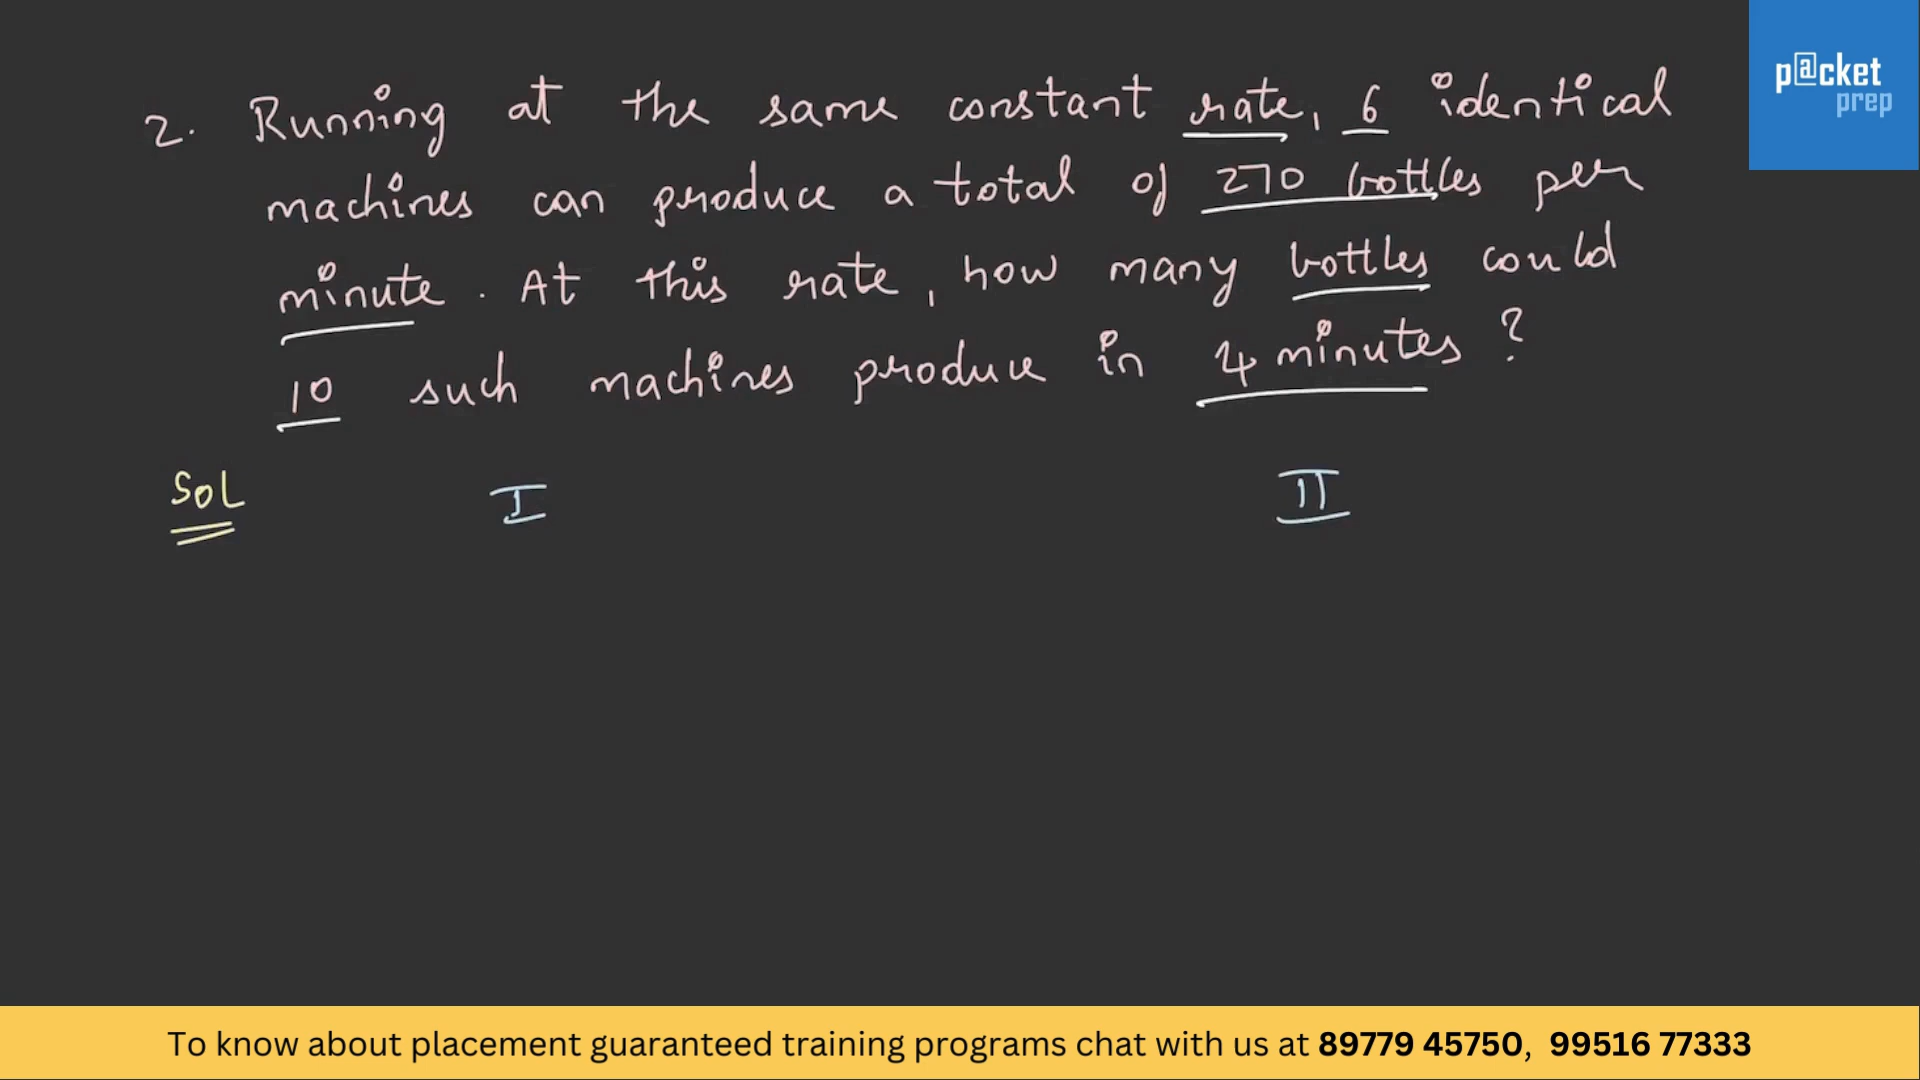 p@cket
prep
2. Running at the same constant rate, 6 identical
machines can produce a total of 270 bottles per
minute. At this rate, how many bottles could
10 such machines produce in 4 minutes?
SOL I II
To know about placement guaranteed training programs chat with us at 89779 45750, 99516 77333